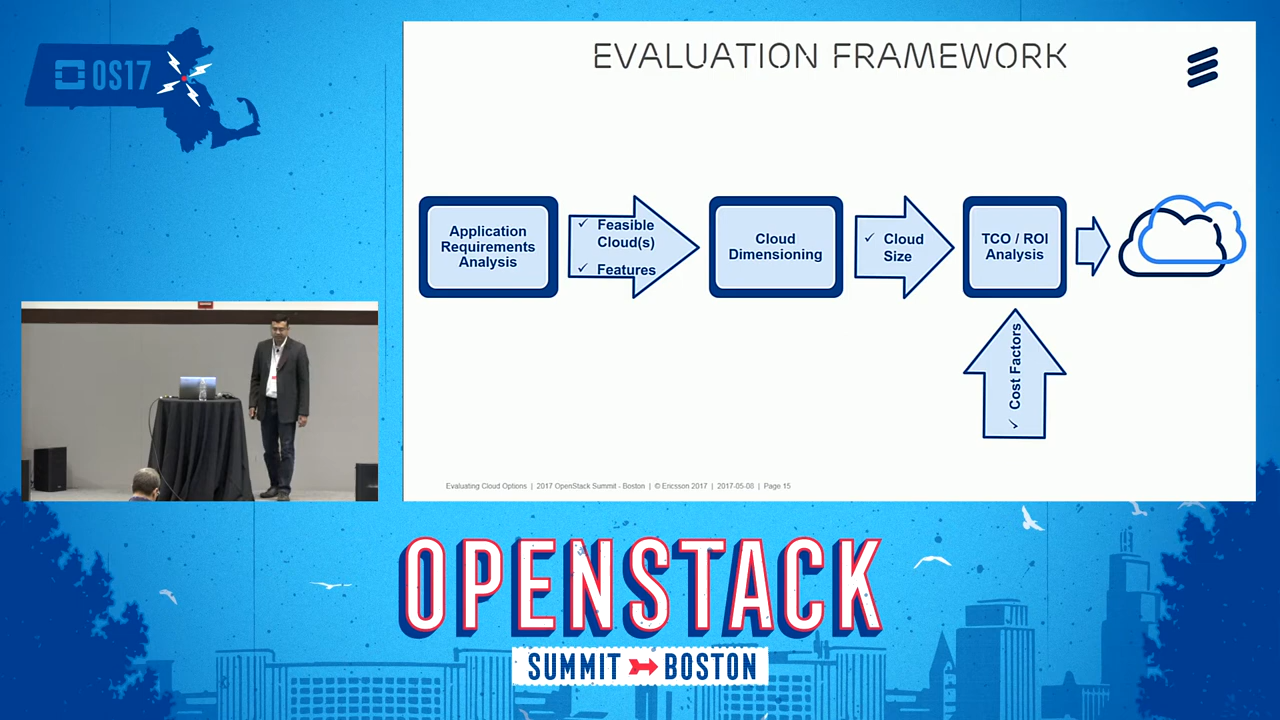 OS17
EVALUATION FRAMEWORK
Application
Requirements
Analysis
✓ Feasible
Cloud(s)
✓ Features
Cloud
Dimensioning
✓ Cloud
Size
TCO / ROI
Analysis
✓ Cost Factors
Evaluating Cloud Options | 2017 OpenStack Summit - Boston | © Ericsson 2017 | 2017-05-08 | Page 15
OPENSTACK
SUMMIT BOSTON